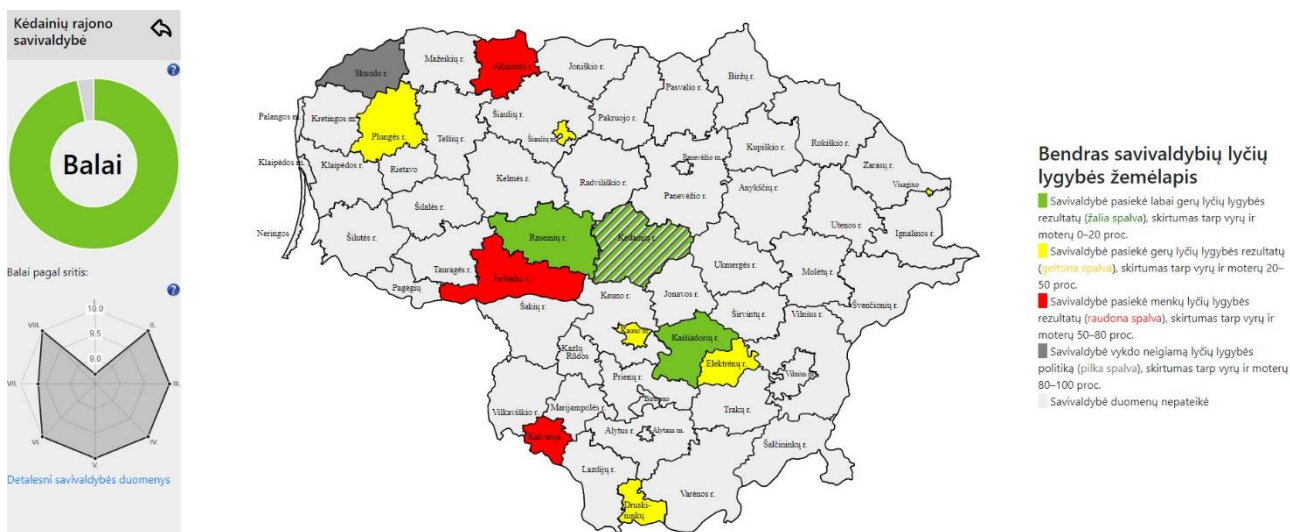 Kėdainių rajono
savivaldybė
?
Balai
Balai pagal sritis:
?
10.0
9.5
9.0
VIII.
II.
VII.
III.
VI.
IV.
V.
Detalesni savivaldybės duomenys
Skuodo r.
Mažeikių r.
Akmenės r.
Joniškio r.
Biržų r.
Pasvalio r.
Palangos m.
Kretingos m.
Plungės r.
Telšių r.
Šiaulių r.
Šiaulių m.
Pakruojo r.
Rokiškio r.
Kupiškio r.
Panevėžio m.
Zarasų r.
Klaipėdos m.
Klaipėdos r.
Rietavo
Kelmės r.
Radviliškio r.
Panevėžio r.
Anykščių r.
Visagino
Šilalės r.
Utenos r.
Ignalinos r.
Neringos
Šilutės r.
Raseinių r.
Kėdainių r.
Ukmergės r.
Molėtų r.
Tauragės r.
Jurbarko r.
Pagėgių
Šakių r.
Kauno r.
Jonavos r.
Širvintų r.
Vilniaus r.
Švenčionių r.
Kauno m.
Kaišiadorių r.
Kazlų
Rūdos
Elektrėnų r.
Vilniaus m.
Prienų r.
Birštono
Vilkaviškio r.
Marijampolės r.
Trakų r.
Kalvarija
Alytus r.
Alytaus m.
Šalčininkų r.
Lazdijų r.
Varėnos r.
Druski-
ninkų
Bendras savivaldybių lyčių
lygybės žemėlapis
Savivaldybė pasiekė labai gerų lyčių lygybės
rezultatų (žalia spalva), skirtumas tarp vyrų ir
moterų 0–20 proc.
Savivaldybė pasiekė gerų lyčių lygybės rezultatų
(geltona spalva), skirtumas tarp vyrų ir moterų 20–
50 proc.
Savivaldybė pasiekė menkų lyčių lygybės
rezultatų (raudona spalva), skirtumas tarp vyrų ir
moterų 50–80 proc.
Savivaldybė vykdo neigiamą lyčių lygybės
politiką (pilka spalva), skirtumas tarp vyrų ir moterų
80–100 proc.
Savivaldybė duomenų nepateikė